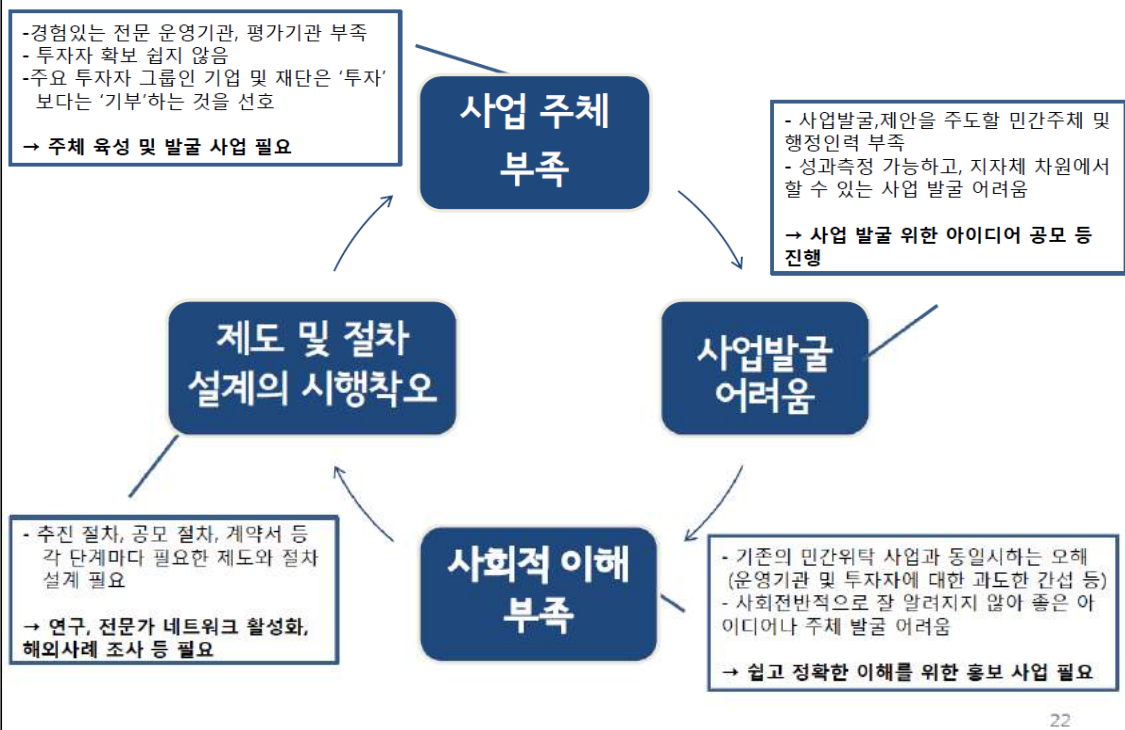 -경험있는 전문 운영기관, 평가기관 부족
- 투자자 확보 쉽지 않음
-주요 투자자 그룹인 기업 및 재단은 ‘투자’
보다는 ‘기부’하는 것을 선호
→ 주체 육성 및 발굴 사업 필요
사업 주체
부족
- 사업발굴,제안을 주도할 민간주체 및
행정인력 부족
- 성과측정 가능하고, 지자체 차원에서
할 수 있는 사업 발굴 어려움
→ 사업 발굴 위한 아이디어 공모 등
진행
제도 및 절차
설계의 시행착오
사업발굴
어려움
- 추진 절차, 공모 절차, 계약서 등
각 단계마다 필요한 제도와 절차
설계 필요
→ 연구, 전문가 네트워크 활성화,
해외사례 조사 등 필요
사회적 이해
부족
- 기존의 민간위탁 사업과 동일시하는 오해
(운영기관 및 투자자에 대한 과도한 간섭 등)
- 사회전반적으로 잘 알려지지 않아 좋은 아
이디어나 주체 발굴 어려움
→ 쉽고 정확한 이해를 위한 홍보 사업 필요
22